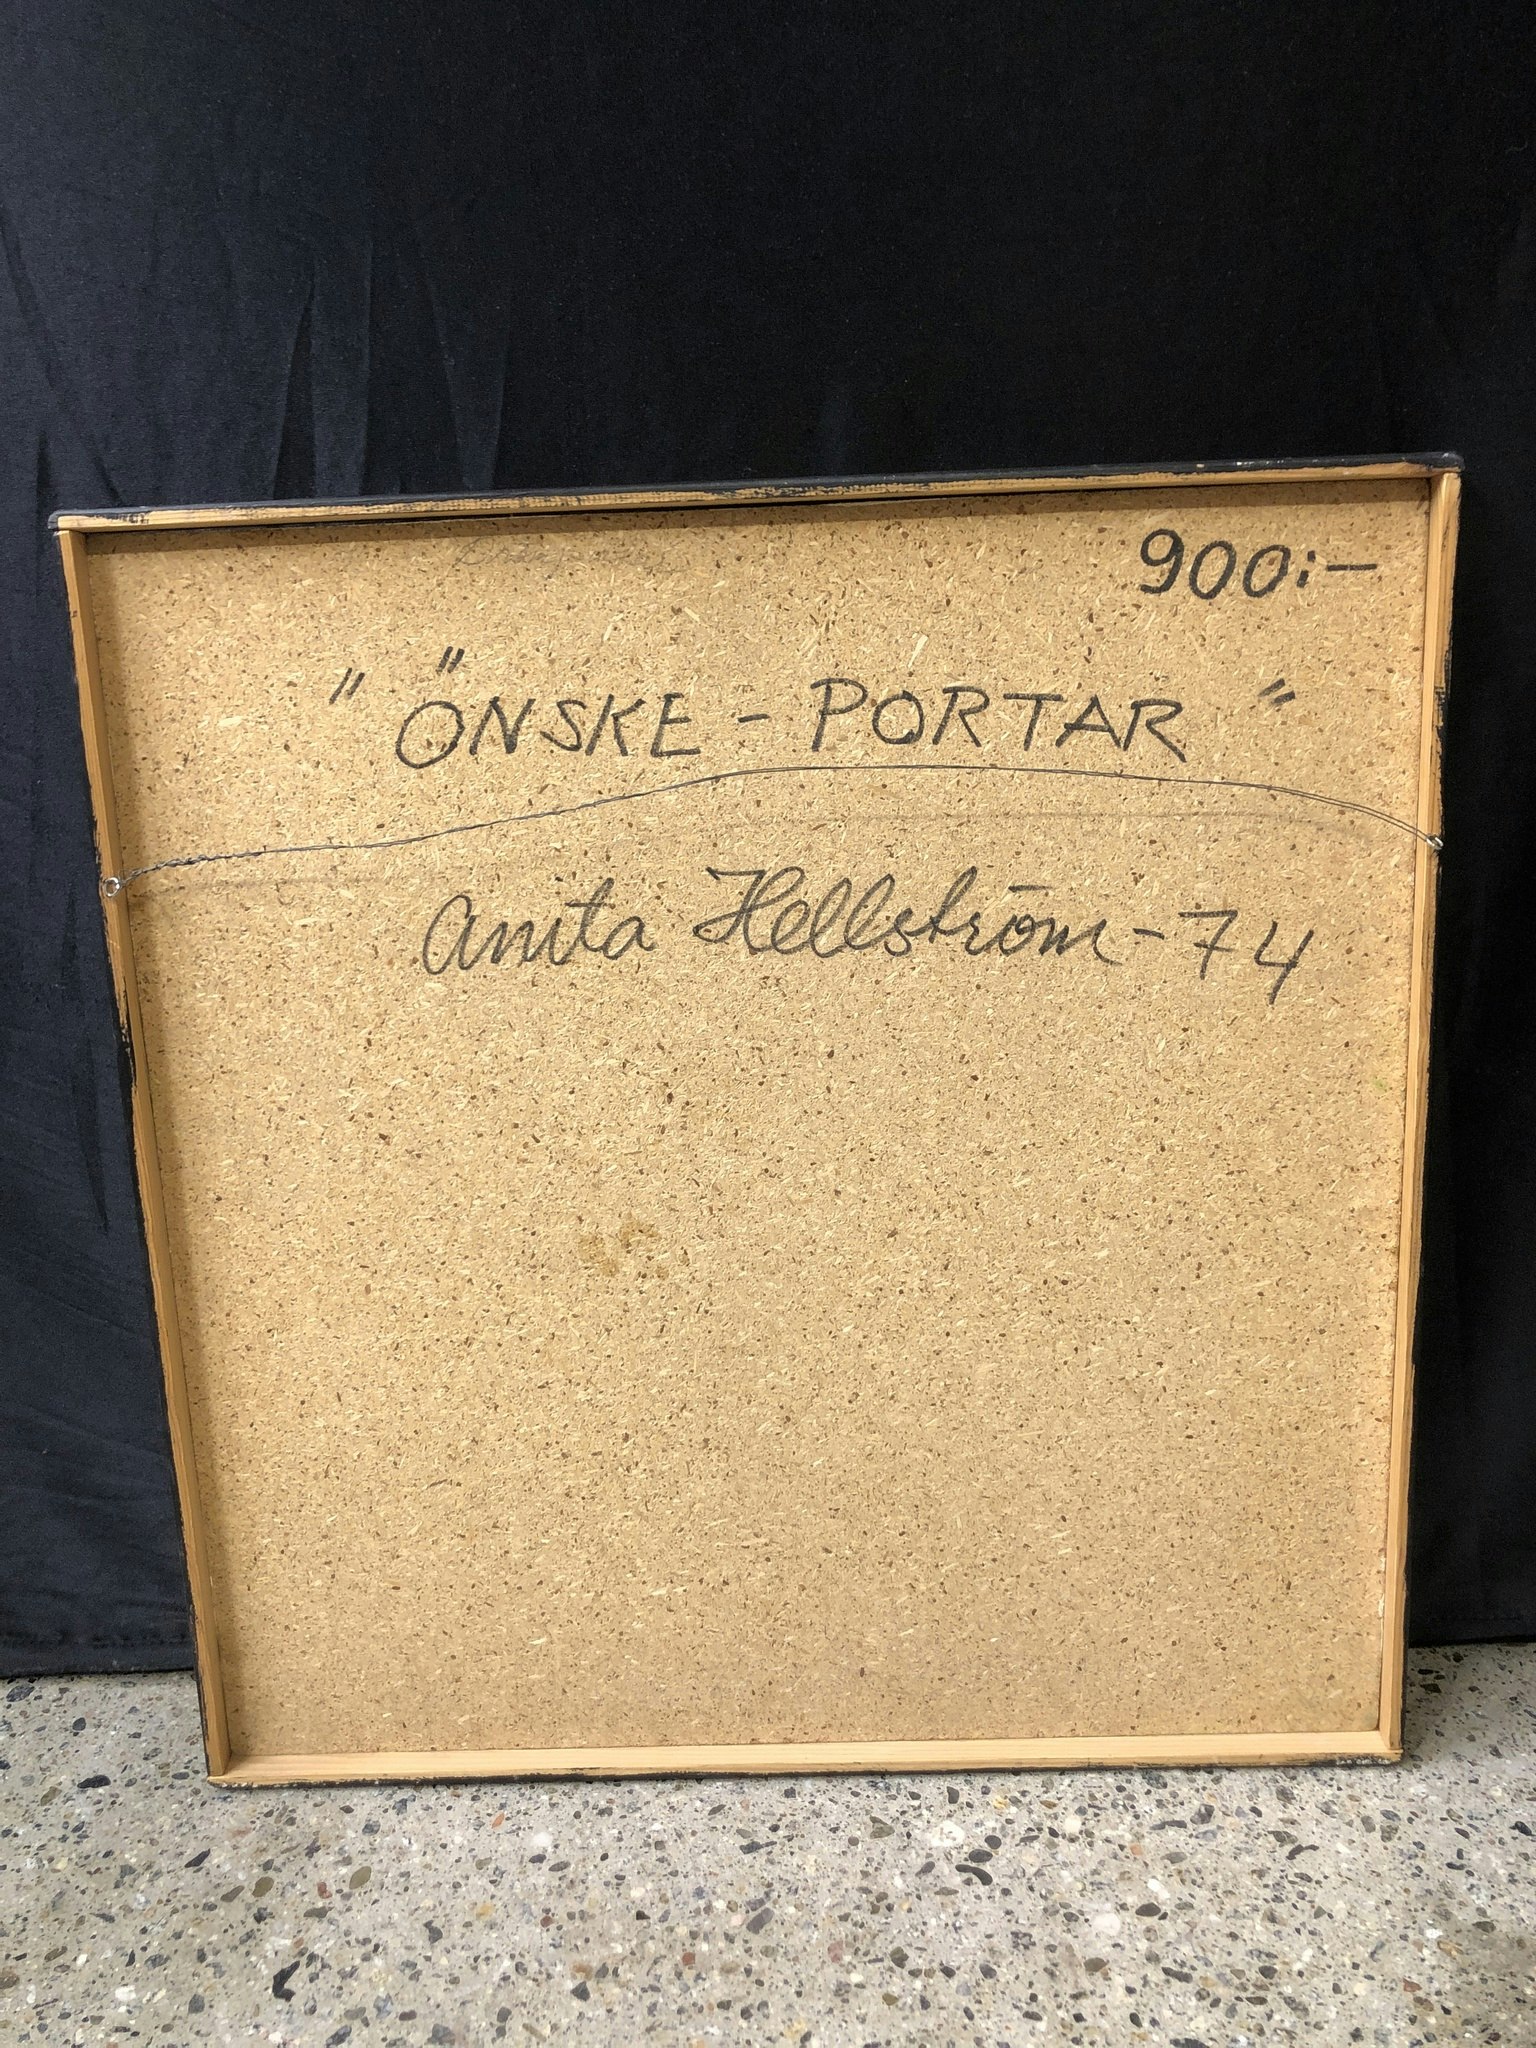 900:-
"ÖNSKE - PORTAR"
Anita Hellström - 74